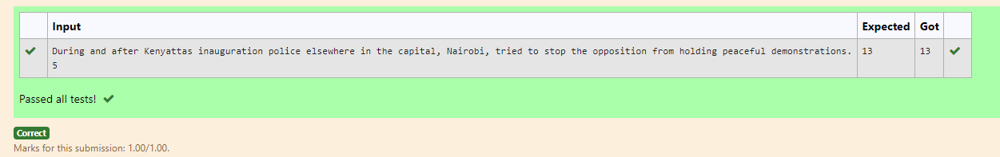 Input Expected Got
During and after Kenyattas inauguration police elsewhere in the capital, Nairobi, tried to stop the opposition from holding peaceful demonstrations. 13 13
5
Passed all tests!
Correct
Marks for this submission: 1.00/1.00.